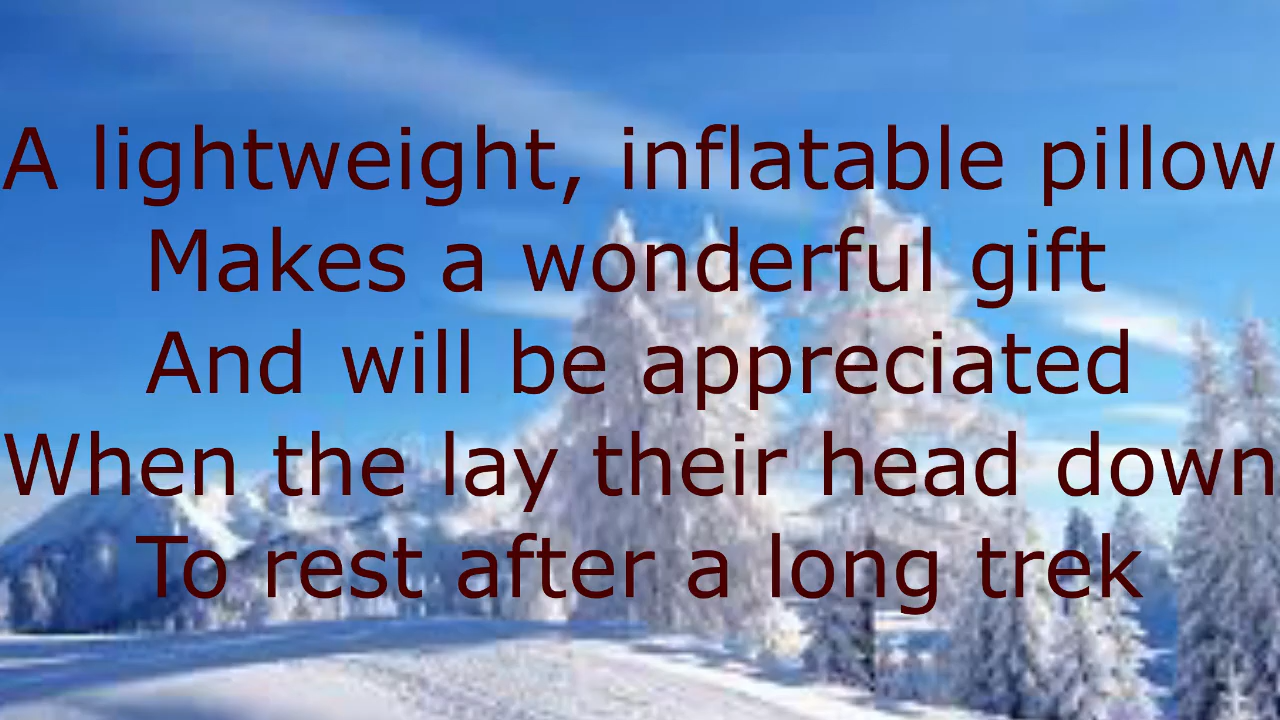 A lightweight, inflatable pillow
Makes a wonderful gift
And will be appreciated
When the lay their head down
To rest after a long trek